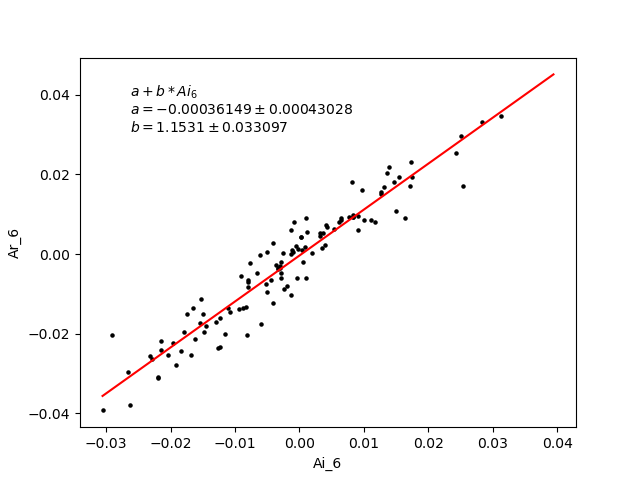 a + b * Ai₆
a = −0.00036149 ± 0.00043028
b = 1.1531 ± 0.033097
0.04
0.02
0.00
−0.02
−0.04
Ar_6
−0.03 −0.02 −0.01 0.00 0.01 0.02 0.03 0.04
Ai_6